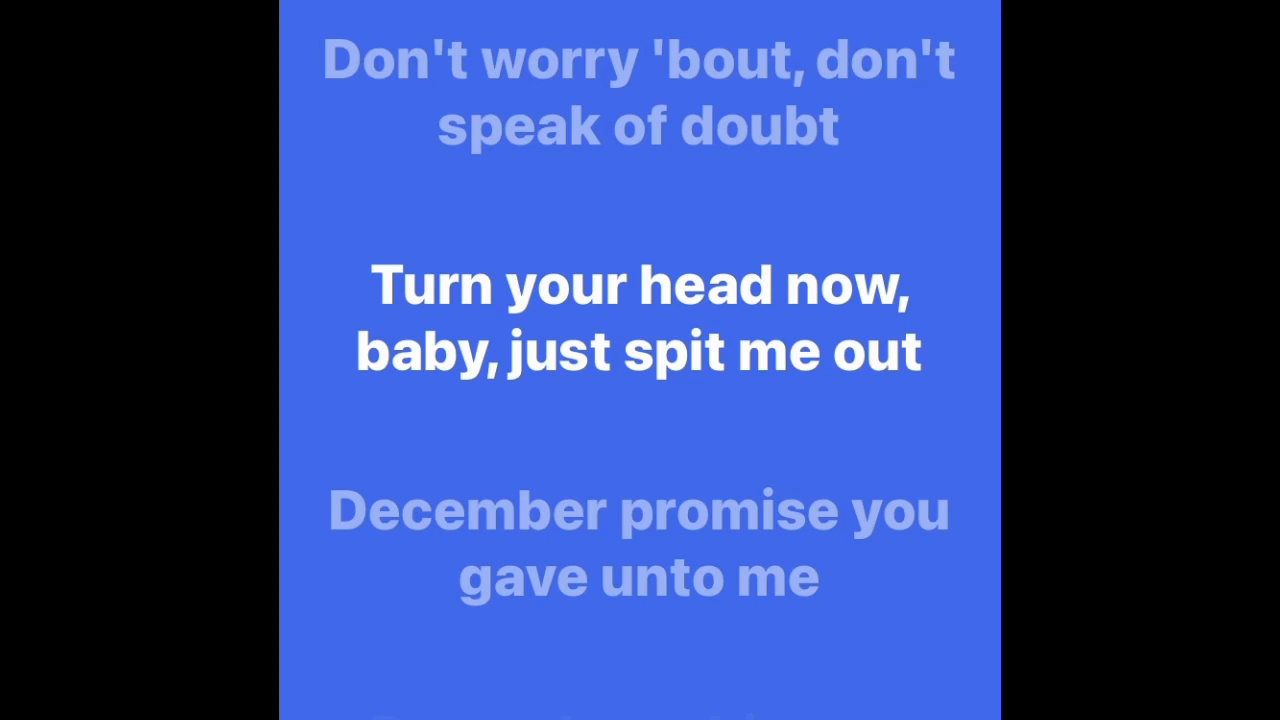 Don't worry 'bout, don't
speak of doubt
Turn your head now,
baby, just spit me out
December promise you
gave unto me